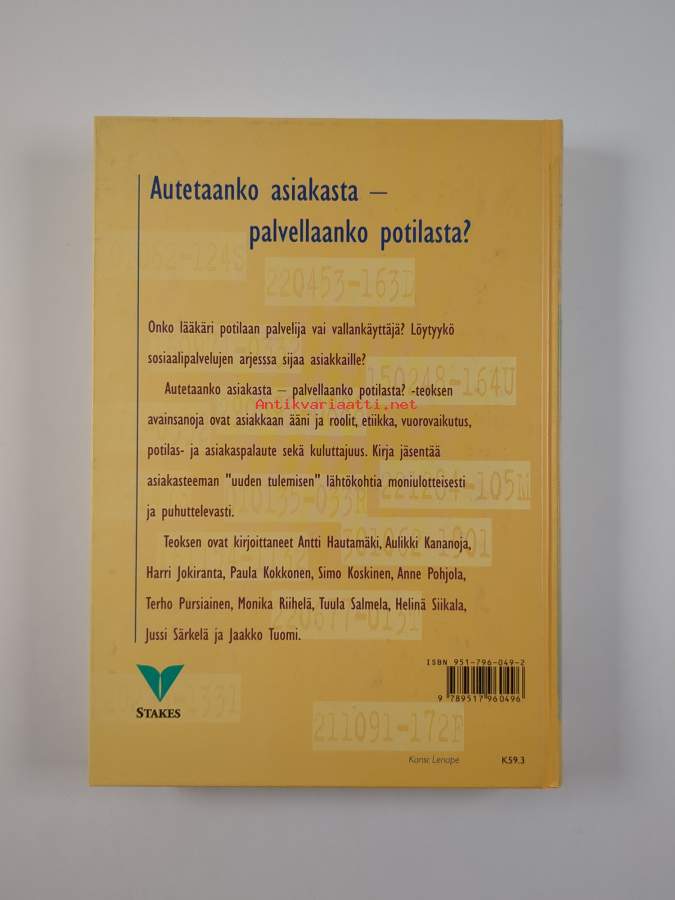 Autetaanko asiakasta –
palvellaanko potilasta?
220453-163D
Onko lääkäri potilaan palvelija vai vallankäyttäjä? Löytyykö
sosiaalipalvelujen arjesssa sijaa asiakkaille?
150248-164U
Autetaanko asiakasta – palvellaanko potilasta? -teoksen
Antikvariaatti.net
avainsanoja ovat asiakkaan ääni ja roolit, etiikka, vuorovaikutus,
potilas- ja asiakaspalaute sekä kuluttajuus. Kirja jäsentää
asiakasteeman "uuden tulemisen" lähtökohtia moniulotteisesti
ja puhuttelevasti.
Teoksen ovat kirjoittaneet Antti Hautamäki, Aulikki Kananoja,
Harri Jokiranta, Paula Kokkonen, Simo Koskinen, Anne Pohjola,
Terho Pursiainen, Monika Riihelä, Tuula Salmela, Helinä Siikala,
Jussi Särkelä ja Jaakko Tuomi.
ISBN 951-796-049-2
9 789517 960496
STAKES
211091-172F
Kansi: Lenape
K59.3